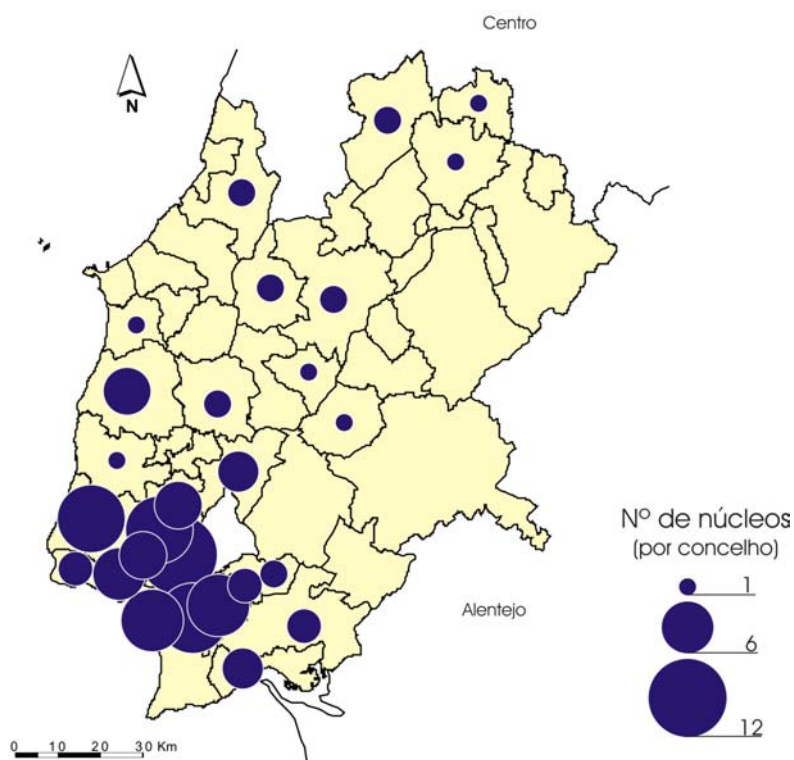 Centro
N
Nº de núcleos
(por concelho)
1
6
12
Alentejo
0 10 20 30 Km